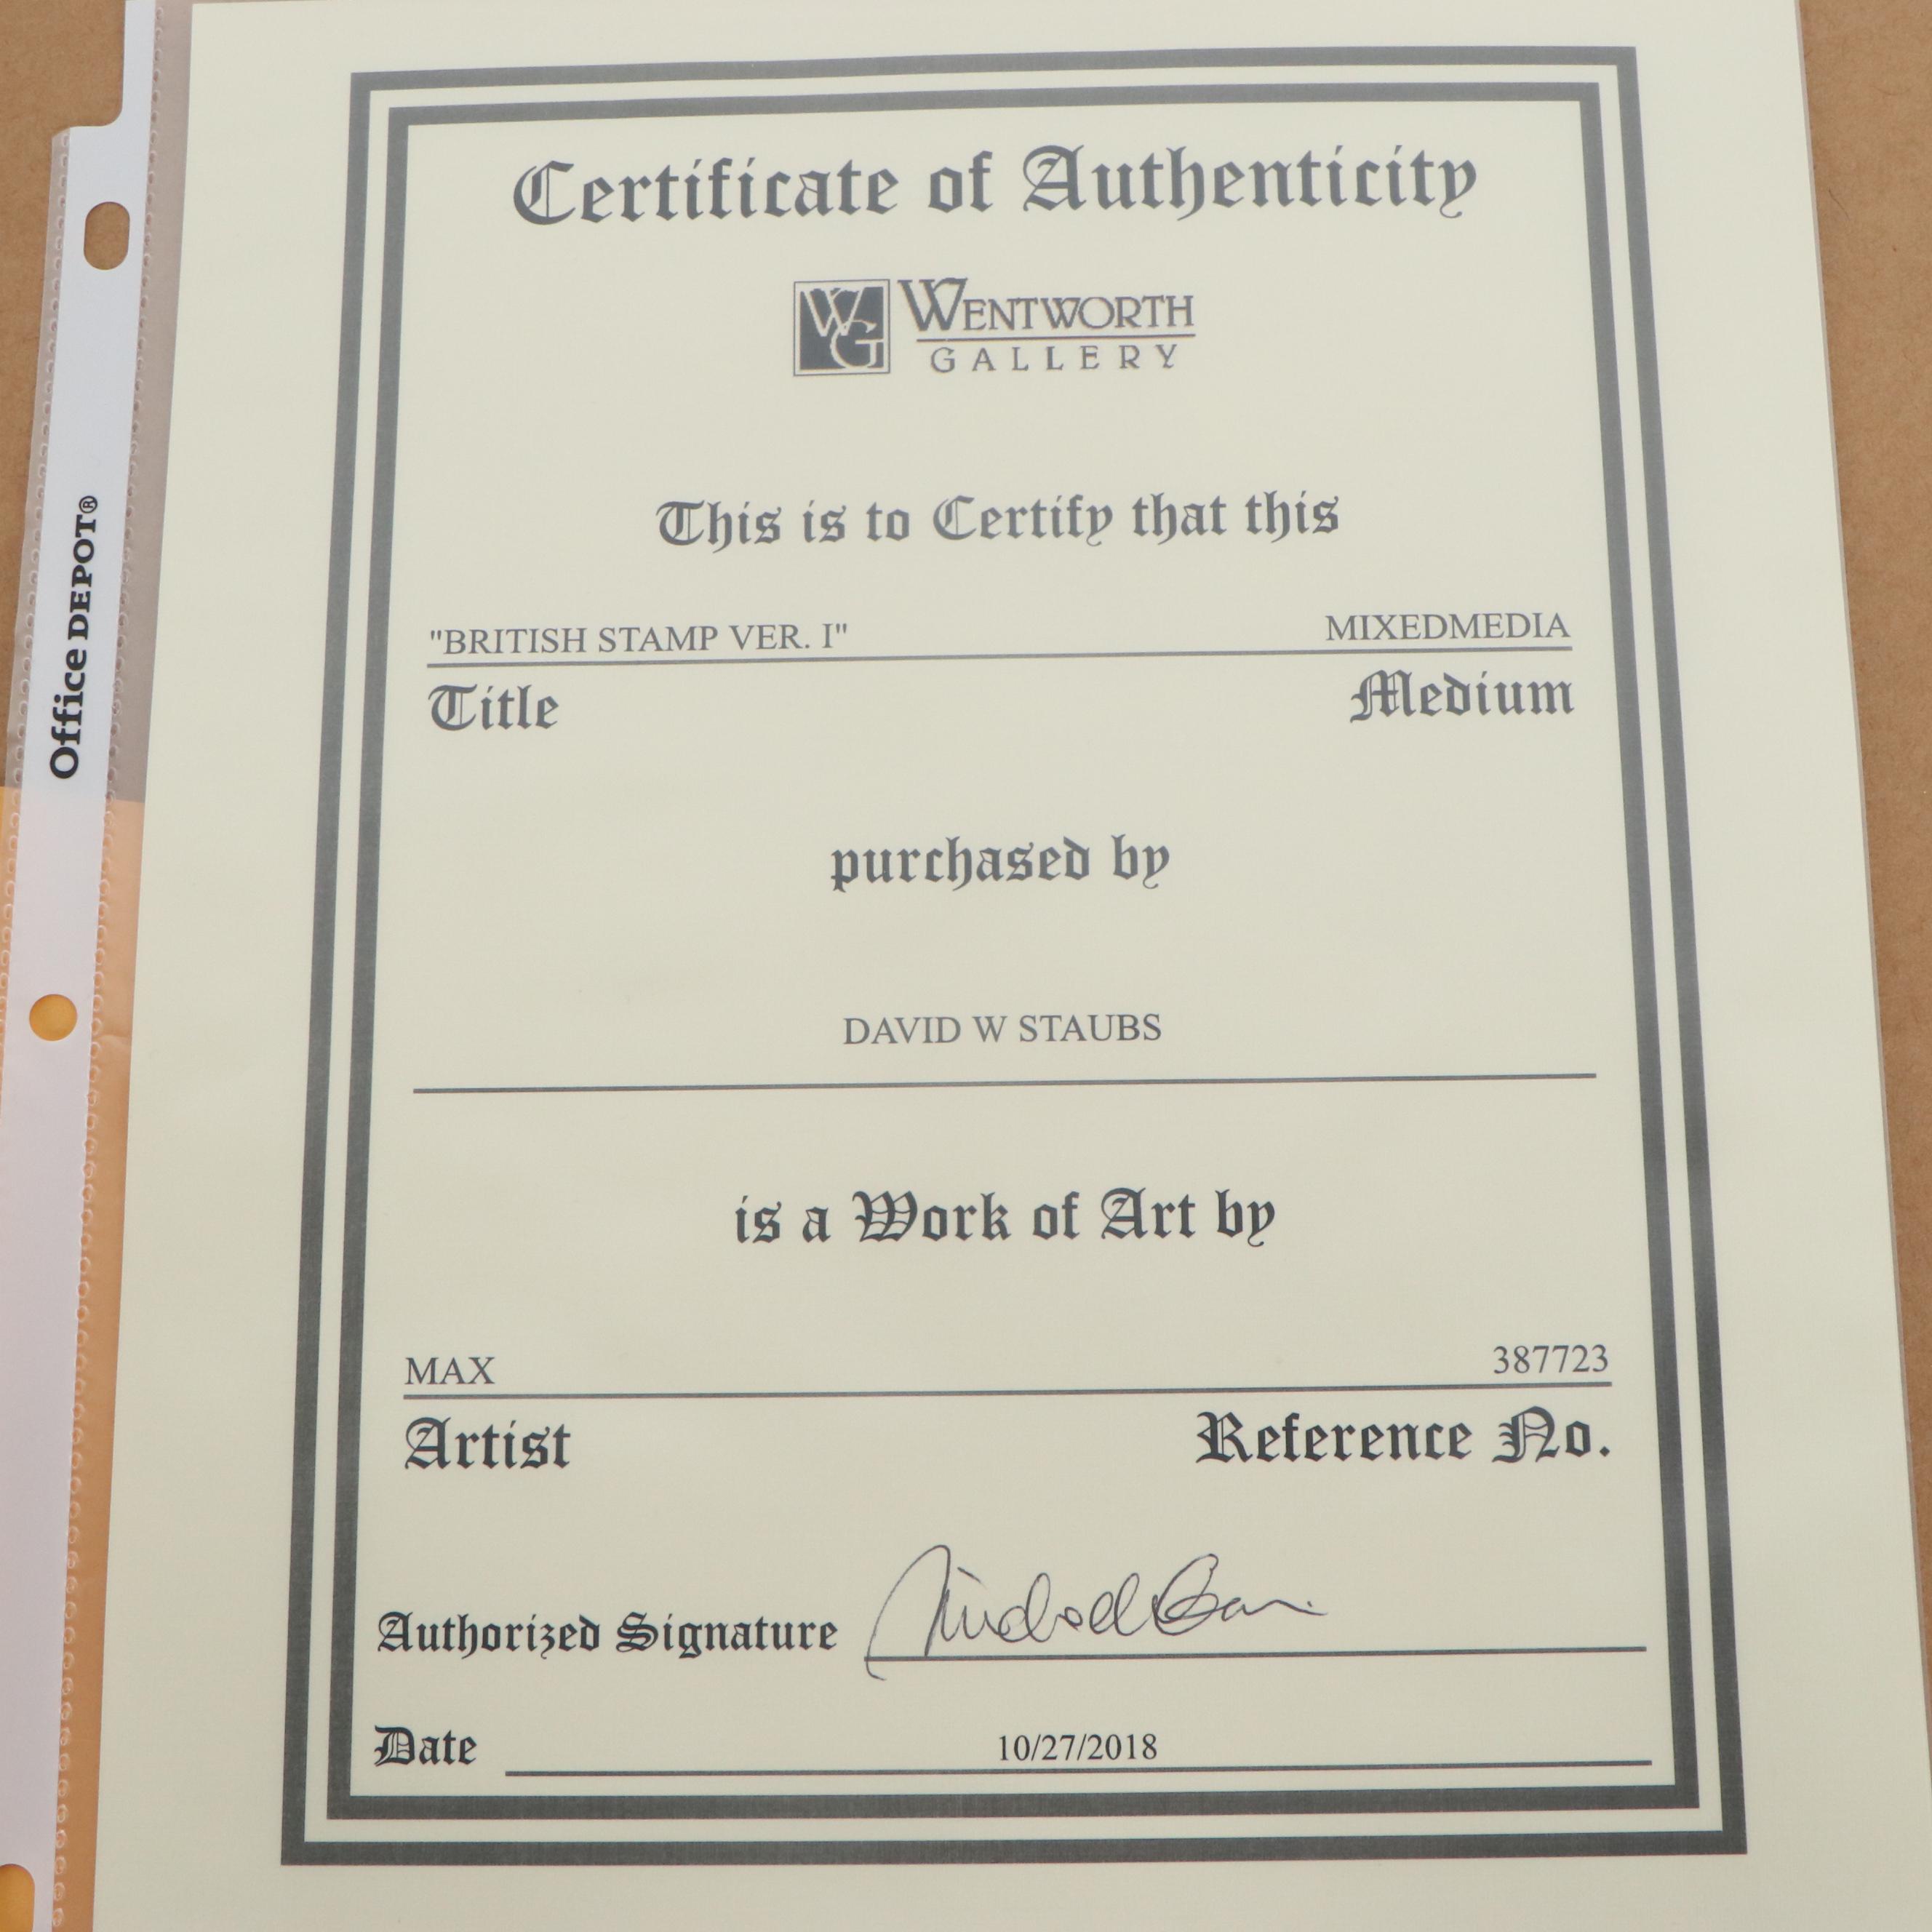 Certificate of Authenticity
WG WENTWORTH
GALLERY
This is to Certify that this
"BRITISH STAMP VER. I" MIXEDMEDIA
Title Medium
purchased by
DAVID W STAUBS
is a Work of Art by
MAX 387723
Artist Reference No.
Authorized Signature
Date 10/27/2018
Office DEPOT®